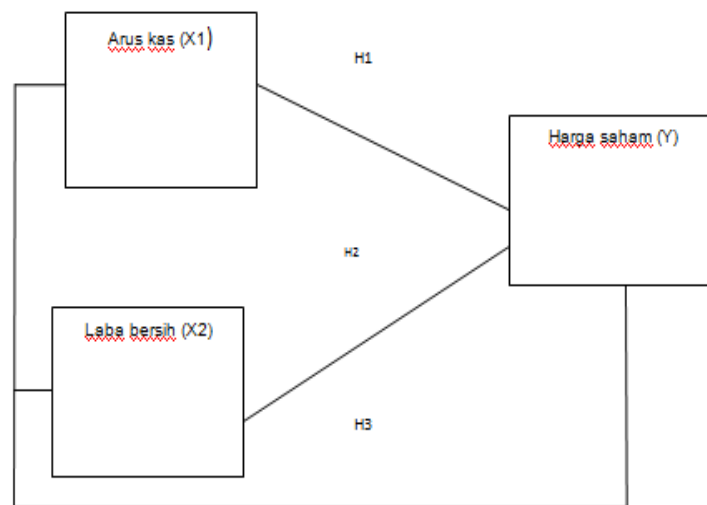 Arus kas (X1)
H1
Harga saham (Y)
H2
Laba bersih (X2)
H3